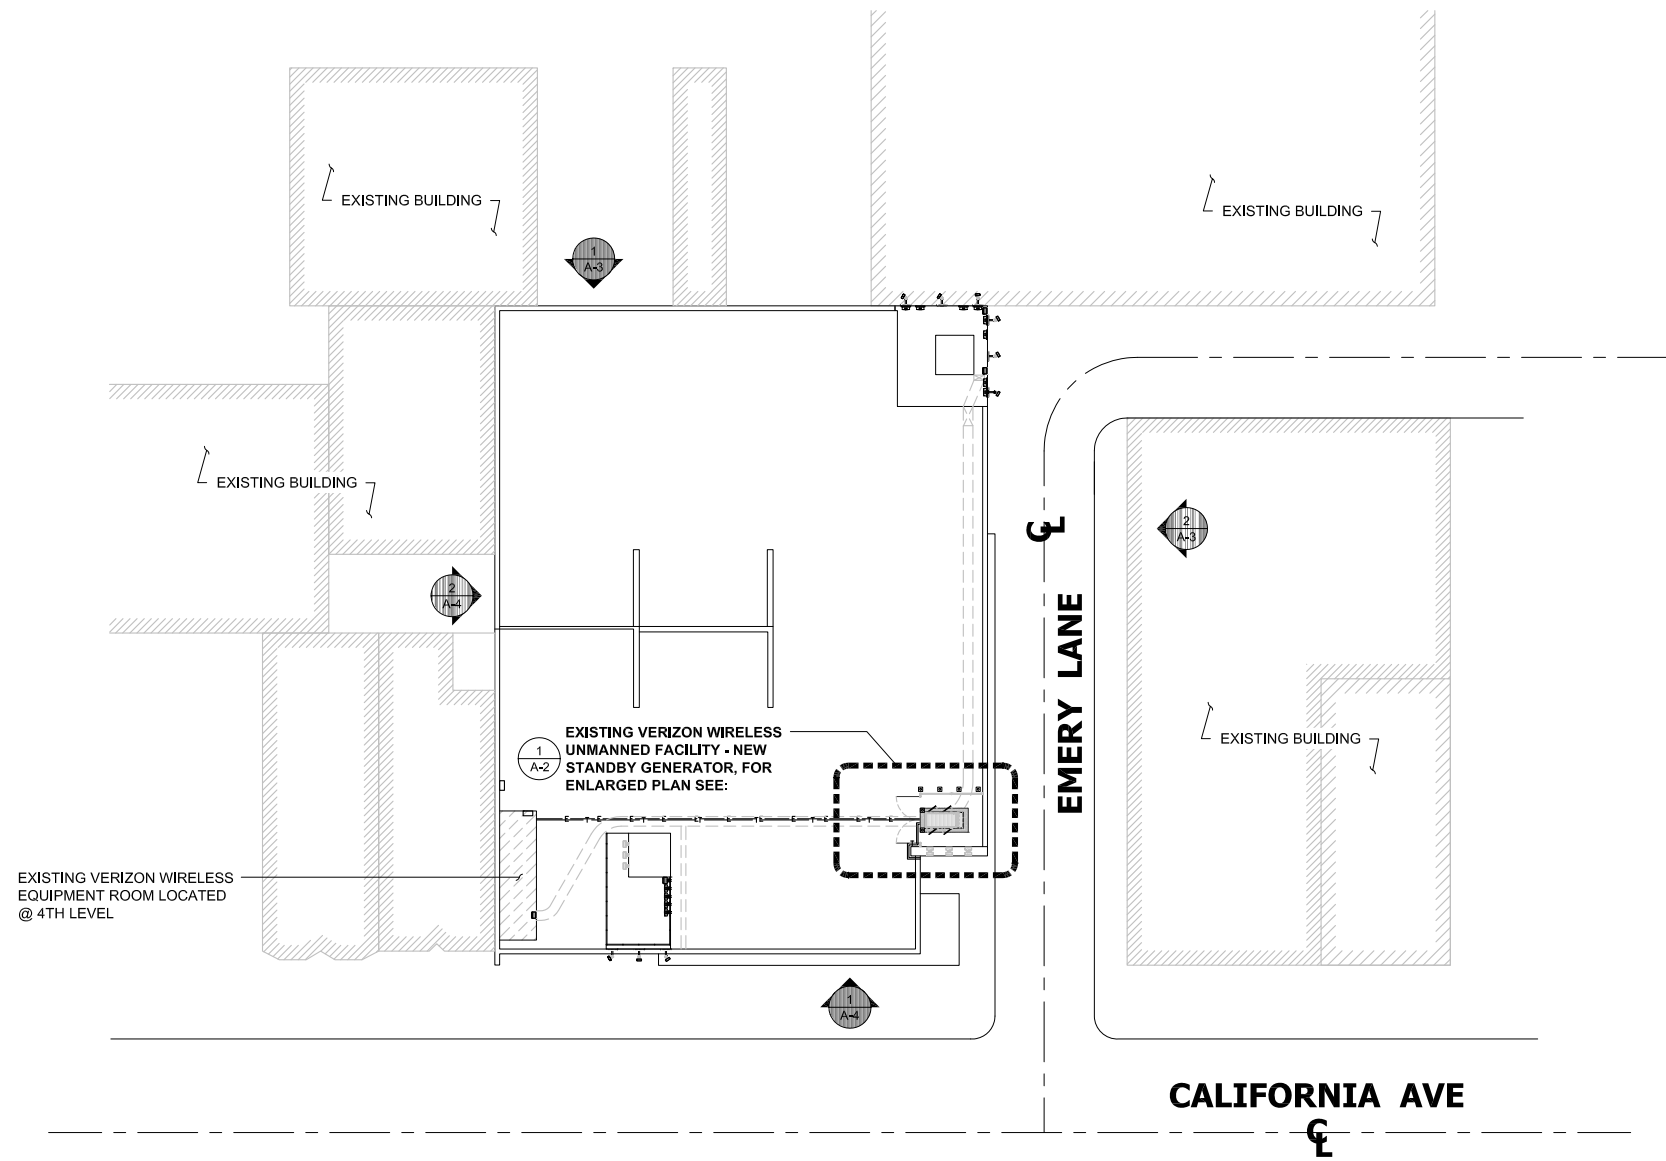 EXISTING BUILDING
EXISTING BUILDING
1
A-3
EXISTING BUILDING
2
A-3
℄
2
A-4
EMERY LANE
EXISTING VERIZON WIRELESS
UNMANNED FACILITY - NEW
STANDBY GENERATOR, FOR
ENLARGED PLAN SEE:
1
A-2
EXISTING BUILDING
E T E T E T E T E T E T E
EXISTING VERIZON WIRELESS
EQUIPMENT ROOM LOCATED
@ 4TH LEVEL
1
A-4
CALIFORNIA AVE
℄